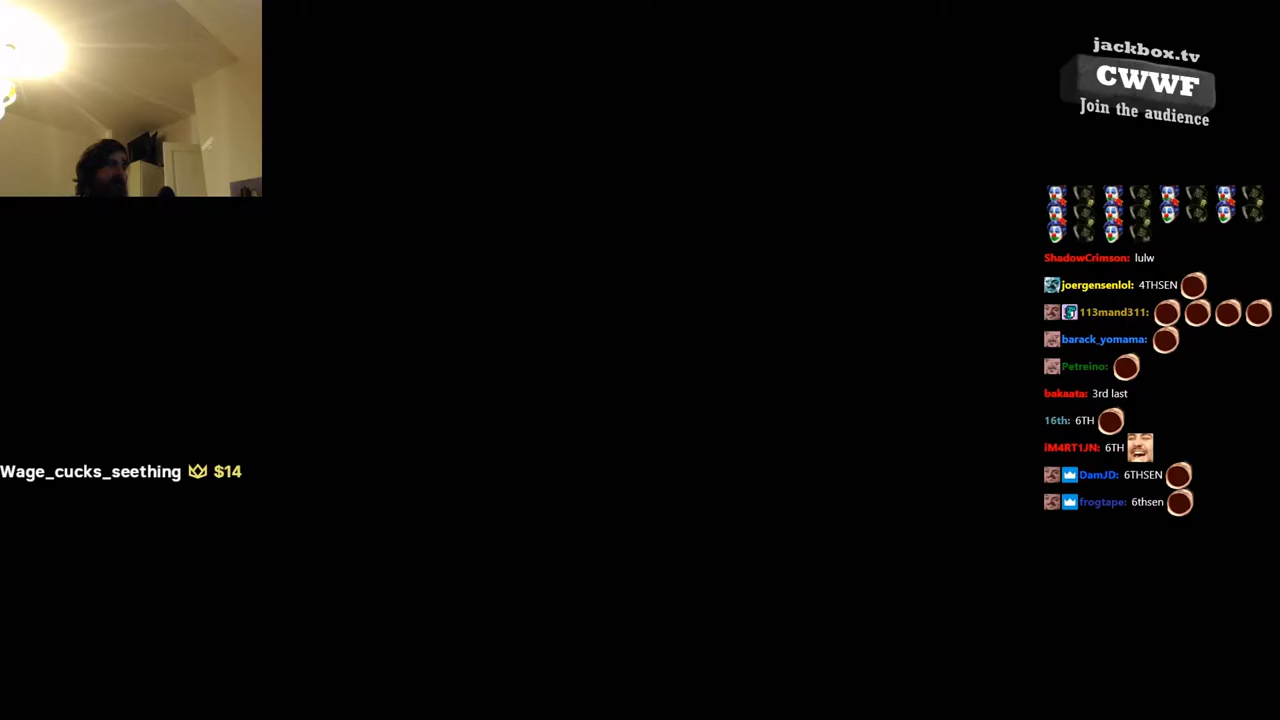 jackbox.tv
CWWF
Join the audience
ShadowCrimson: lulw
joergensenlol: 4THSEN
113mand311:
barack_yomama:
Petreino:
bakaata: 3rd last
16th: 6TH
iM4RT1JN: 6TH
Wage_cucks_seething $14
DamJD: 6THSEN
frogtape: 6thsen